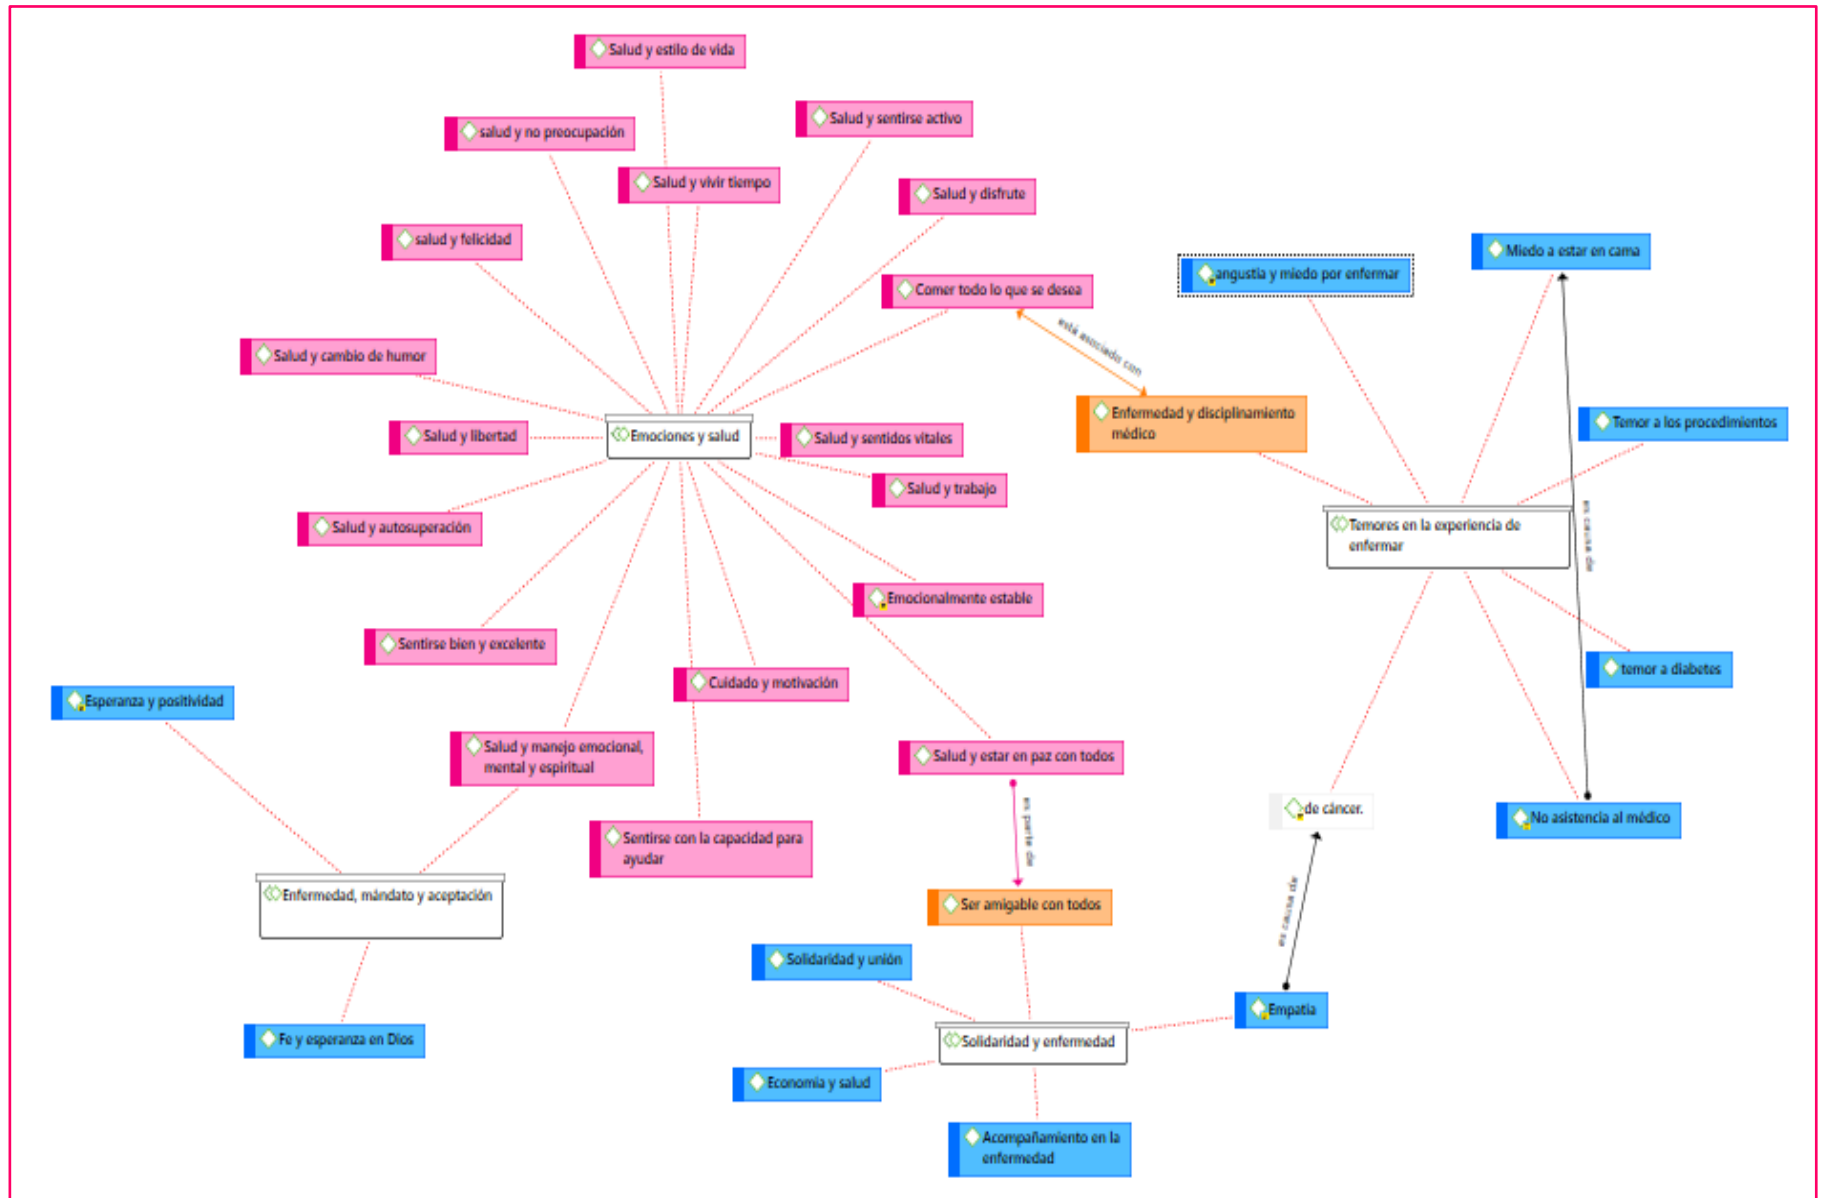 Salud y estilo de vida
Salud y sentirse activo
salud y no preocupación
Salud y vivir tiempo
Salud y disfrute
salud y felicidad
Miedo a estar en cama
angustia y miedo por enfermar
Comer todo lo que se desea
está asociado con
Salud y cambio de humor
Enfermedad y disciplinamiento
médico
Temor a los procedimientos
Salud y libertad
Emociones y salud
Salud y sentidos vitales
Salud y trabajo
Salud y autosuperación
Temores en la experiencia de
enfermar
es causa de
Emocionalmente estable
Sentirse bien y excelente
temor a diabetes
Cuidado y motivación
Esperanza y positividad
Salud y manejo emocional,
mental y espiritual
Salud y estar en paz con todos
de cáncer.
No asistencia al médico
es parte de
Sentirse con la capacidad para
ayudar
Enfermedad, mándato y aceptación
Ser amigable con todos
es causa de
Solidaridad y unión
Empatia
Fe y esperanza en Dios
Solidaridad y enfermedad
Economia y salud
Acompañamiento en la
enfermedad